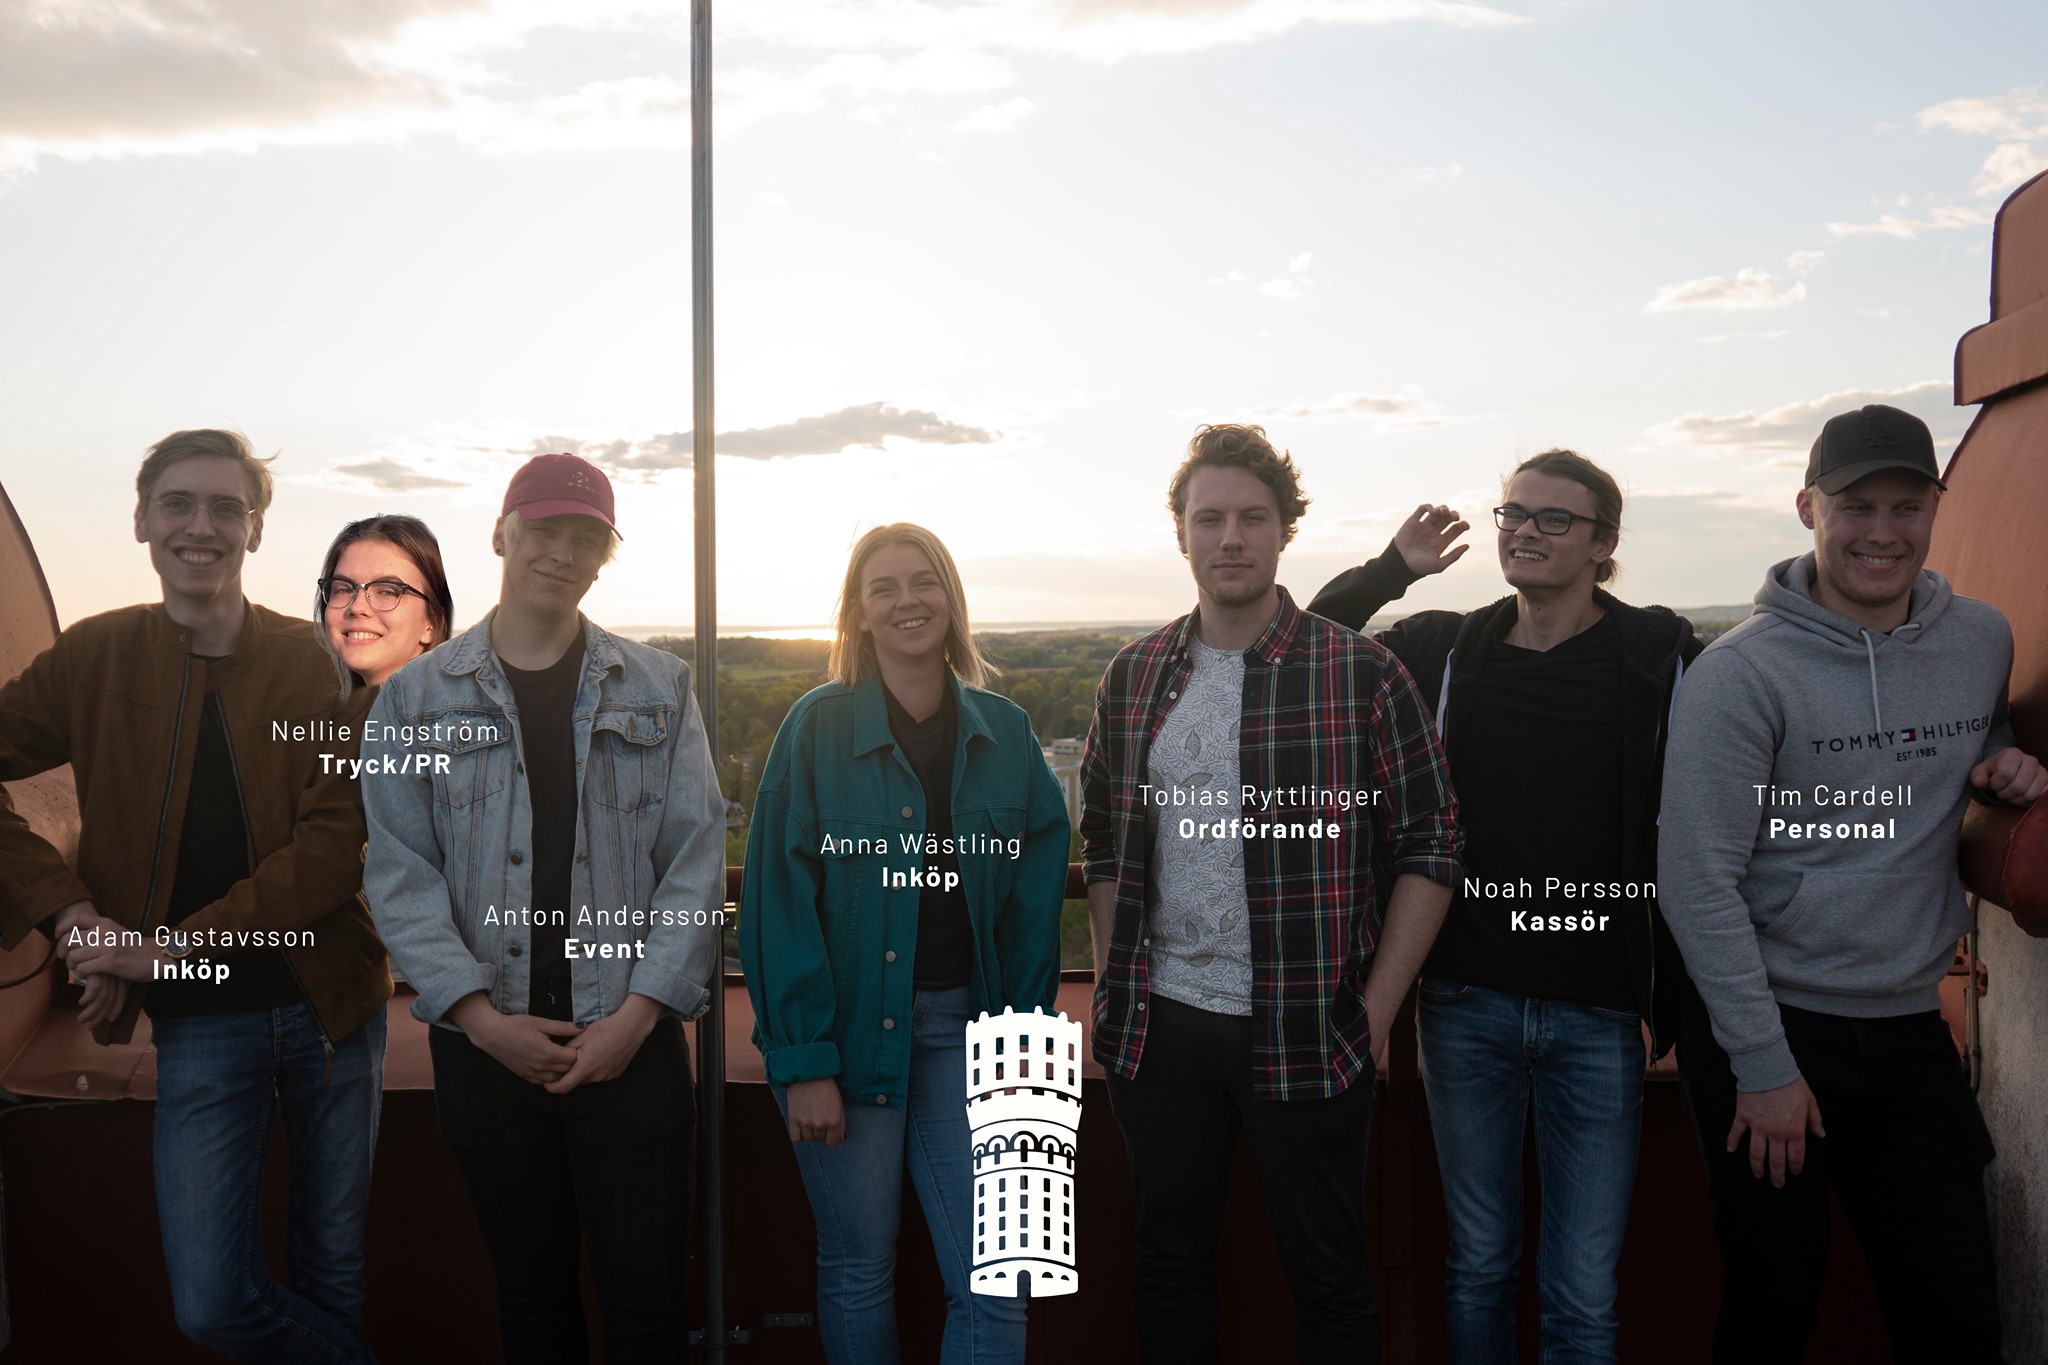 Nellie Engström
Tryck/PR
Adam Gustavsson
Inköp
Anton Andersson
Event
Anna Wästling
Inköp
Tobias Ryttlinger
Ordförande
Noah Persson
Kassör
TOMMY HILFIGER
EST. 1985
Tim Cardell
Personal